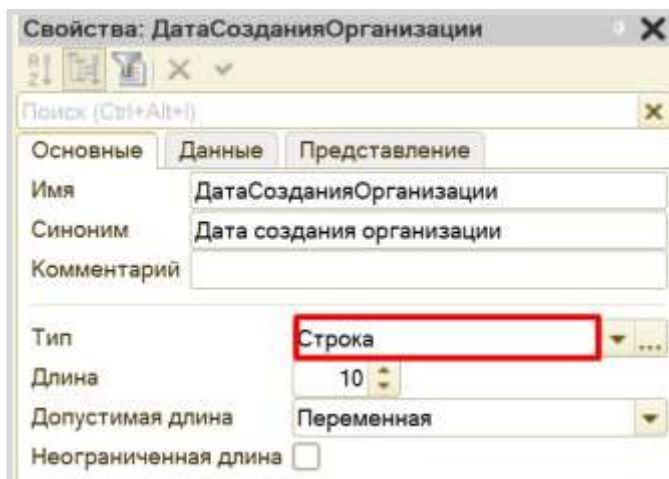 Свойства: ДатаСозданияОрганизации
Поиск (Ctrl+Alt+I)
Основные Данные Представление
Имя ДатаСозданияОрганизации
Синоним Дата создания организации
Комментарий
Тип Строка ...
Длина 10
Допустимая длина Переменная
Неограниченная длина